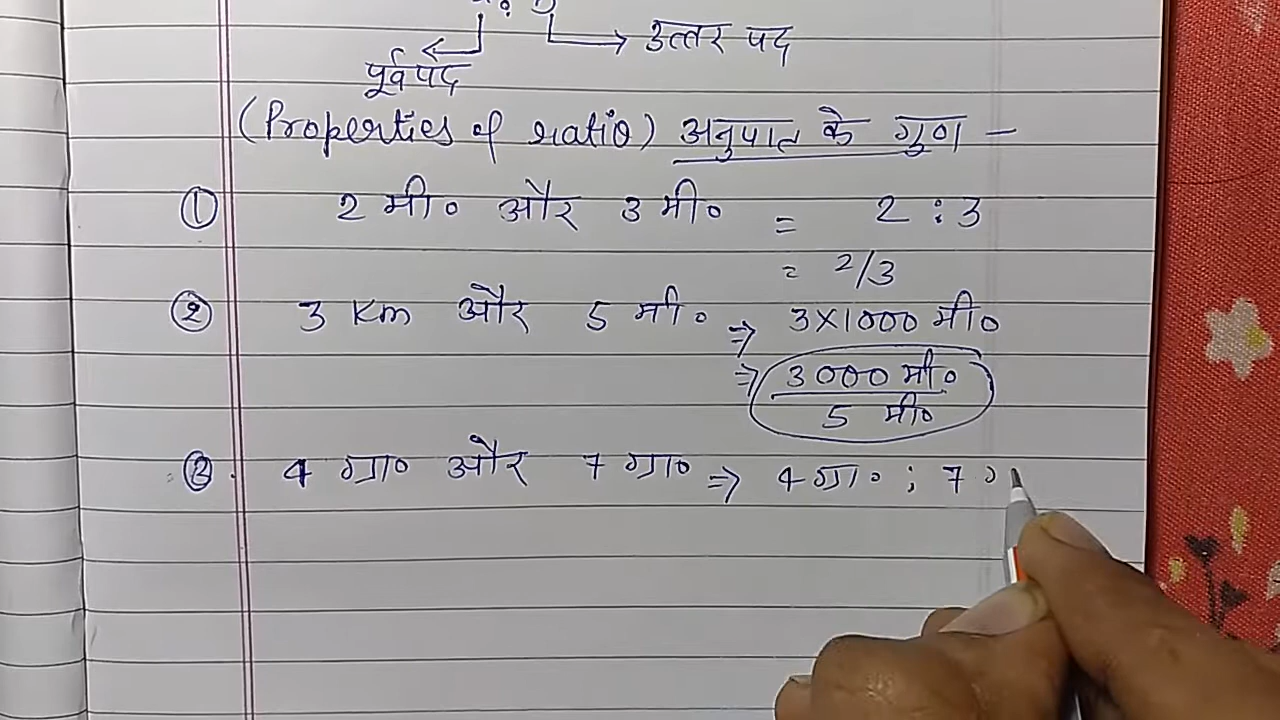 उत्तर पद
पूर्वपद
(Properties of ratio) अनुपात के गुण –
① 2 मी० और 3 मी० = 2 : 3
= 2/3
② 3 Km और 5 मी० ⇒ 3×1000 मी०
⇒ 3000 मी०
5 मी०
③ 4 ग्रा० और 7 ग्रा० ⇒ 4 ग्रा० : 7